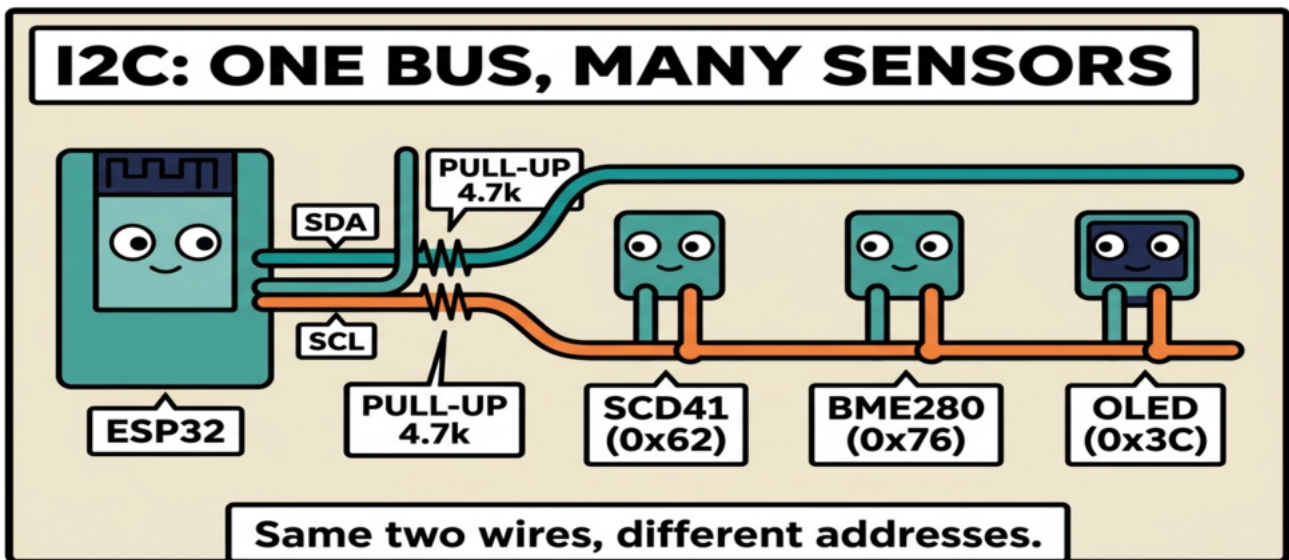 I2C: ONE BUS, MANY SENSORS
PULL-UP
4.7k
SDA
SCL
PULL-UP
4.7k
ESP32
SCD41
(0x62)
BME280
(0x76)
OLED
(0x3C)
Same two wires, different addresses.